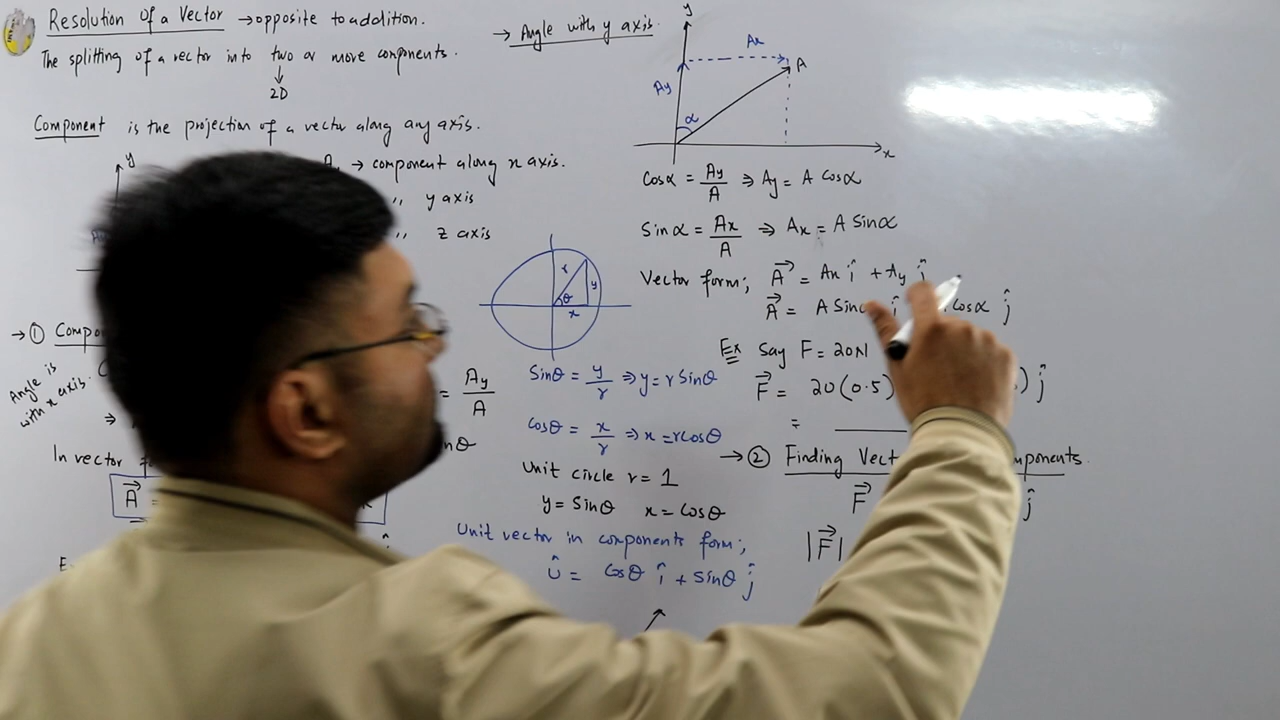 Resolution of a Vector → opposite to addition.
The splitting of a vector into two or more components.
↓
2D
Component is the projection of a vector along any axis.
y
→ component along x axis.
,, y axis
,, z axis
→ ①
Angle is
with x axis.
= Ay/A
In vector
A⃗ =
r
y
θ
x
Sinθ = y/r ⇒ y = r Sinθ
Cosθ = x/r ⇒ x = r Cosθ
Unit circle r = 1
y = Sinθ x = Cosθ
Unit vector in components form;
û = Cosθ î + Sinθ ĵ
→ Angle with y axis.
y
Ax
A
Ay
α
x
Cosα = Ay/A ⇒ Ay = A Cosα
Sinα = Ax/A ⇒ Ax = A Sinα
Vector form; A⃗ = Ax î + Ay ĵ
A⃗ = A Sin î Cosα ĵ
Ex Say F = 20N
F⃗ = 20(0.5) ) ĵ
=
→ ② Finding Vect
F⃗ ĵ
|F⃗|